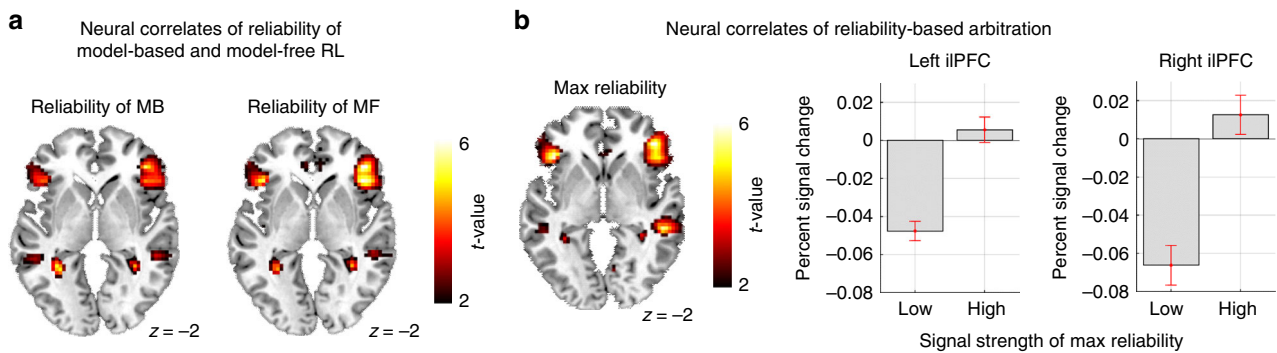 a
Neural correlates of reliability of
model-based and model-free RL
Reliability of MB
Reliability of MF
6
t-value
2
z = –2
z = –2
b
Neural correlates of reliability-based arbitration
Max reliability
6
t-value
2
z = –2
Left ilPFC
Percent signal change
0.02
0
–0.02
–0.04
–0.06
–0.08
Low
High
Right ilPFC
Percent signal change
0.02
0
–0.02
–0.04
–0.06
–0.08
Low
High
Signal strength of max reliability